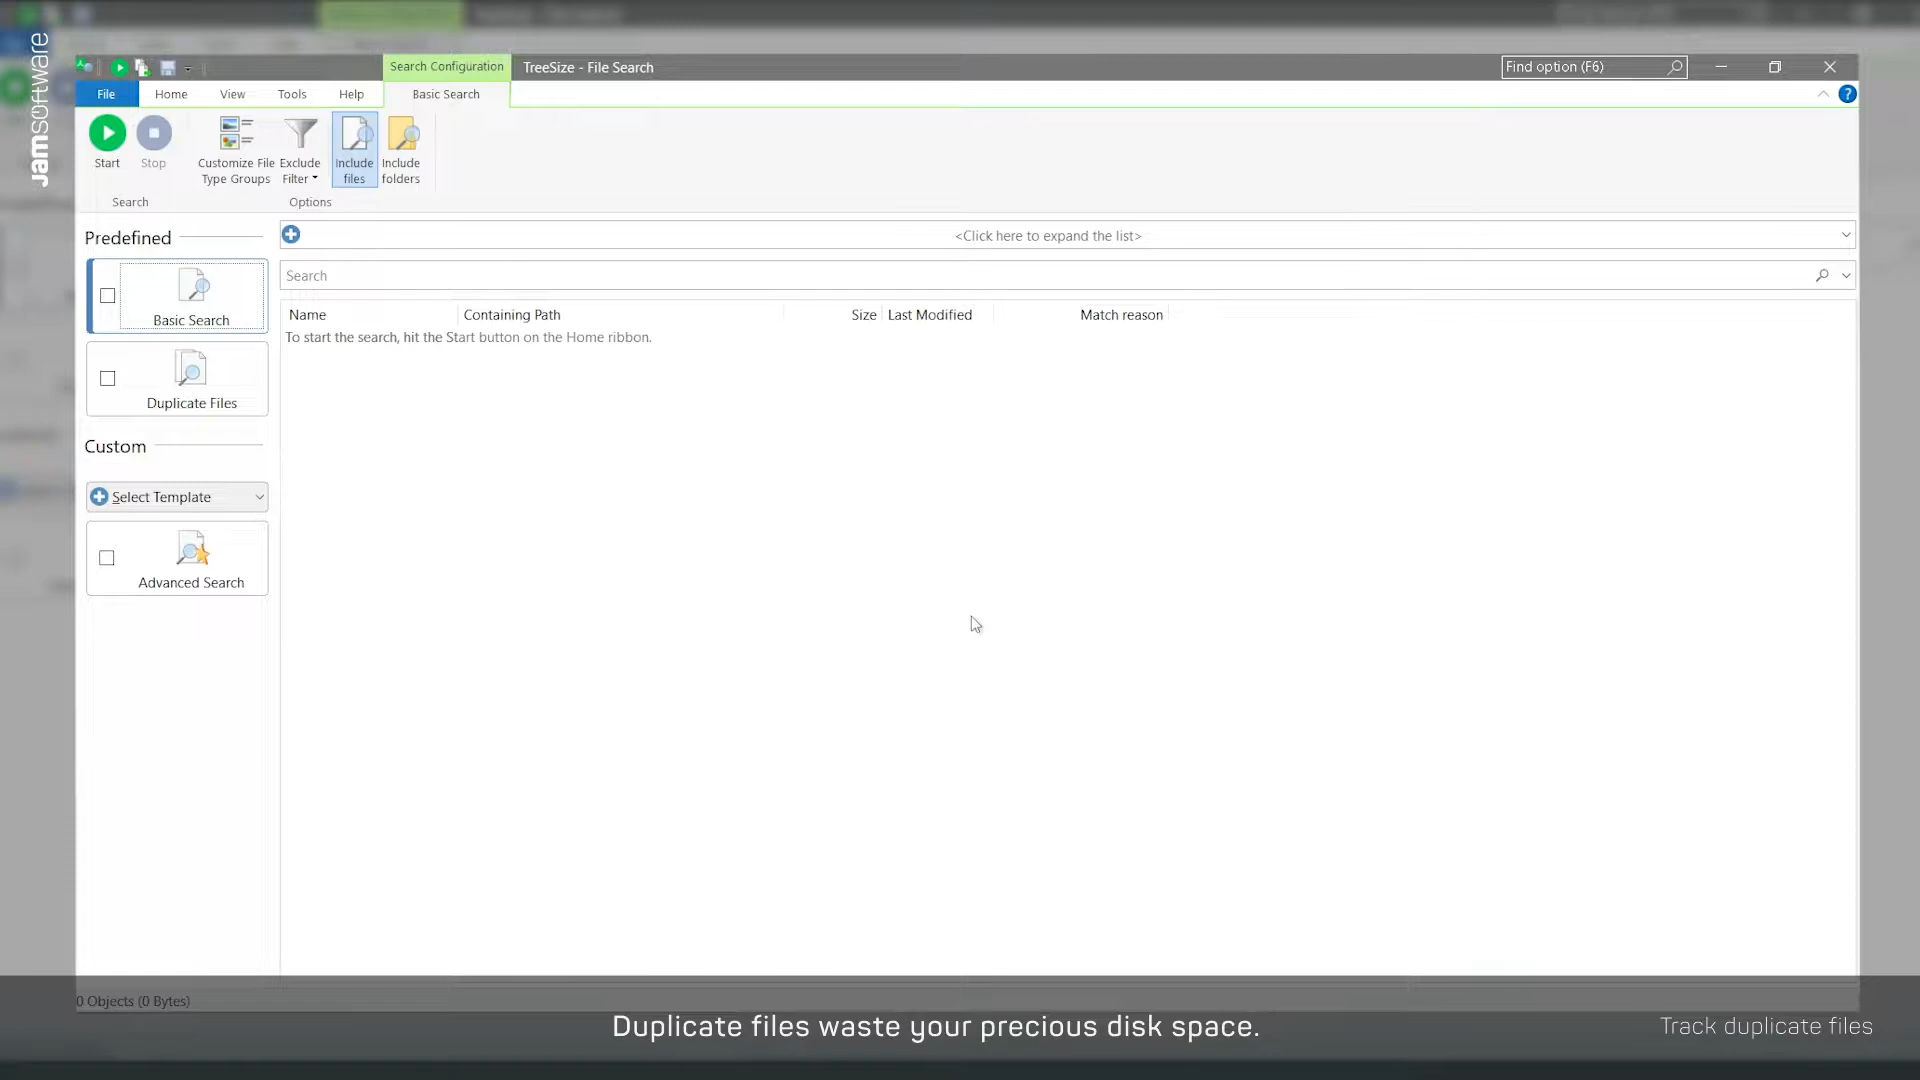 jamsoftware
Search Configuration
TreeSize - File Search
Find option (F6)
File
Home
View
Tools
Help
Basic Search
?
Start
Stop
Customize File
Type Groups
Exclude
Filter
Include
files
Include
folders
Search
Options
Predefined
<Click here to expand the list>
Search
Basic Search
Name
Containing Path
Size
Last Modified
Match reason
To start the search, hit the Start button on the Home ribbon.
Duplicate Files
Custom
Select Template
Advanced Search
0 Objects (0 Bytes)
Duplicate files waste your precious disk space.
Track duplicate files